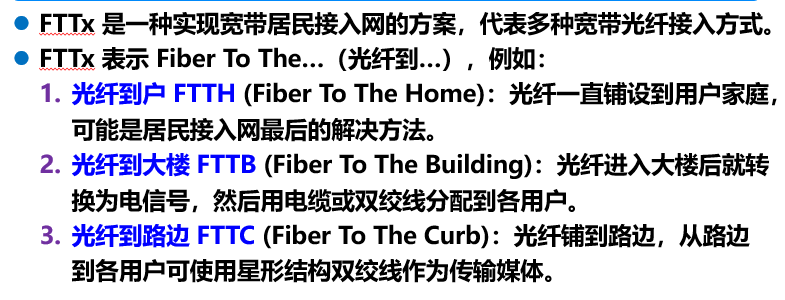 ● FTTx 是一种实现宽带居民接入网的方案，代表多种宽带光纤接入方式。
● FTTx 表示 Fiber To The…（光纤到…），例如：
1. 光纤到户 FTTH (Fiber To The Home)：光纤一直铺设到用户家庭，
可能是居民接入网最后的解决方法。
2. 光纤到大楼 FTTB (Fiber To The Building)：光纤进入大楼后就转
换为电信号，然后用电缆或双绞线分配到各用户。
3. 光纤到路边 FTTC (Fiber To The Curb)：光纤铺到路边，从路边
到各用户可使用星形结构双绞线作为传输媒体。